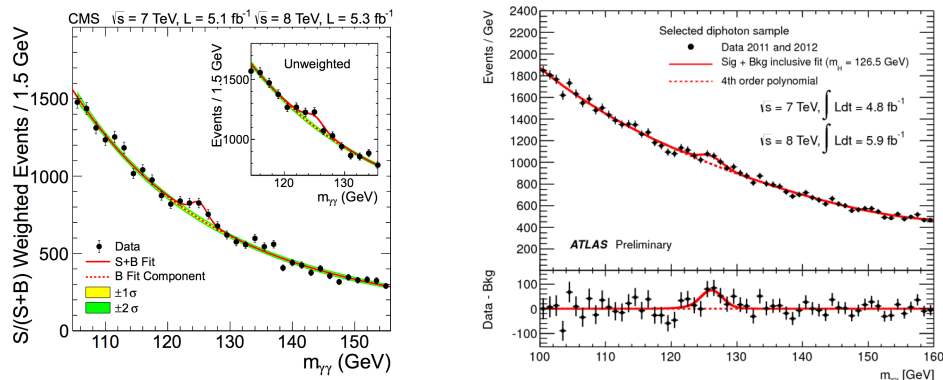 CMS √s = 7 TeV, L = 5.1 fb⁻¹ √s = 8 TeV, L = 5.3 fb⁻¹
S/(S+B) Weighted Events / 1.5 GeV
1500
1000
500
0
Unweighted
Events / 1.5 GeV
1500
1000
120 130
mγγ (GeV)
Data
S+B Fit
B Fit Component
±1σ
±2σ
110 120 130 140 150
mγγ (GeV)
Events / GeV
2400
2200
2000
1800
1600
1400
1200
1000
800
600
400
200
Selected diphoton sample
Data 2011 and 2012
Sig + Bkg inclusive fit (mH = 126.5 GeV)
4th order polynomial
√s = 7 TeV, ∫ Ldt = 4.8 fb⁻¹
√s = 8 TeV, ∫ Ldt = 5.9 fb⁻¹
ATLAS Preliminary
Data - Bkg
100
0
-100
100 110 120 130 140 150 160
[GeV]